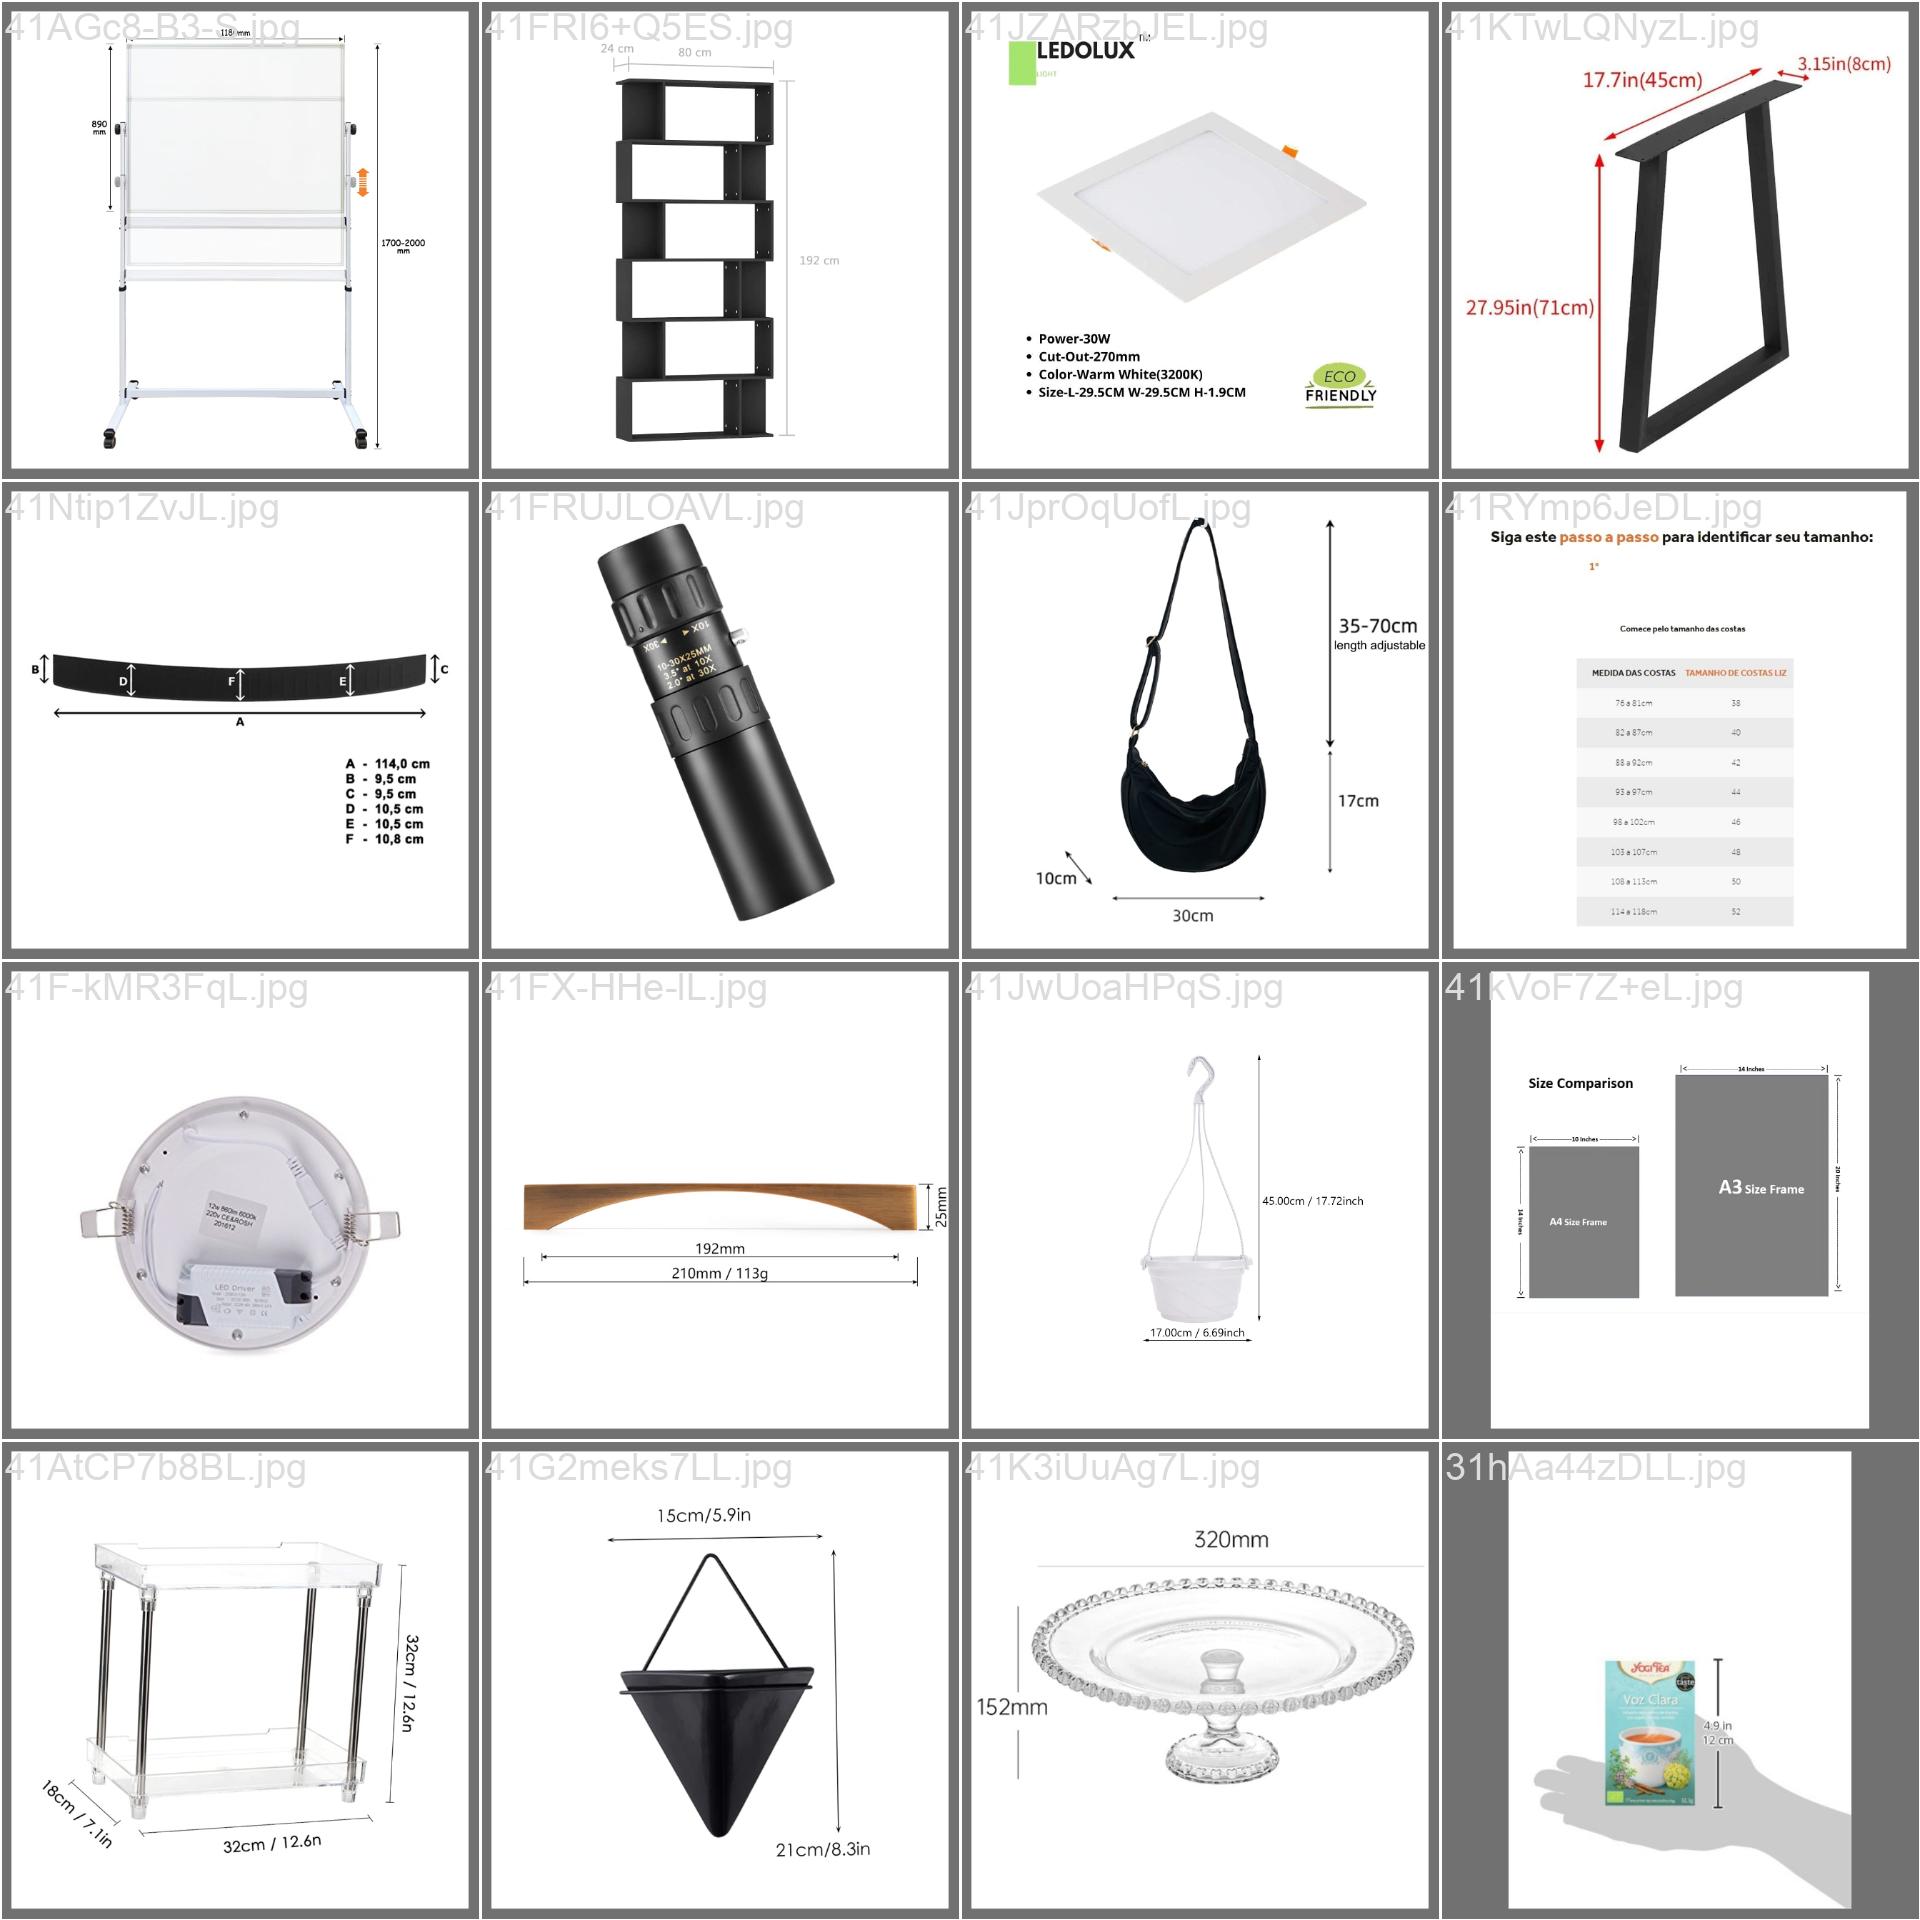 41AGc8-B3-S.jpg
1180mm
890
mm
1700-2000
mm
41FRI6+Q5ES.jpg
24 cm
80 cm
192 cm
41JZARzbJEL.jpg
LEDOLUX
TM
LIGHT
• Power-30W
• Cut-Out-270mm
• Color-Warm White(3200K)
• Size-L-29.5CM W-29.5CM H-1.9CM
ECO
FRIENDLY
41KTwLQNyzL.jpg
17.7in(45cm)
3.15in(8cm)
27.95in(71cm)
41Ntip1ZvJL.jpg
B
D
F
E
C
A
A - 114,0 cm
B - 9,5 cm
C - 9,5 cm
D - 10,5 cm
E - 10,5 cm
F - 10,8 cm
41FRUJLOAVL.jpg
30X 10X
10-30X25MM
3.5° at 10X
2.0° at 30X
41JprOqUofL.jpg
35-70cm
length adjustable
17cm
10cm
30cm
41RYmp6JeDL.jpg
Siga este passo a passo para identificar seu tamanho:
1°
Comece pelo tamanho das costas
MEDIDA DAS COSTAS TAMANHO DE COSTAS LIZ
76 a 81cm 38
82 a 87cm 40
88 a 92cm 42
93 a 97cm 44
98 a 102cm 46
103 a 107cm 48
108 a 113cm 50
114 a 118cm 52
41F-kMR3FqL.jpg
12w 860lm 6000k
220v CE&ROSH
201612
LED Driver
41FX-HHe-lL.jpg
25mm
192mm
210mm / 113g
41JwUoaHPqS.jpg
45.00cm / 17.72inch
17.00cm / 6.69inch
41kVoF7Z+eL.jpg
Size Comparison
14 Inches
10 Inches
14 Inches
20 Inches
A4 Size Frame
A3 Size Frame
41AtCP7b8BL.jpg
32cm / 12.6n
18cm / 7.1in
32cm / 12.6n
41G2meks7LL.jpg
15cm/5.9in
21cm/8.3in
41K3iUuAg7L.jpg
320mm
152mm
31hAa44zDLL.jpg
YOGI TEA
taste
Voz Clara
4.9 in
12 cm